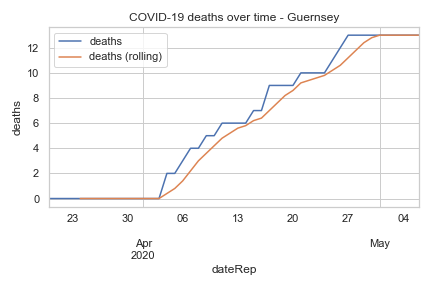 COVID-19 deaths over time - Guernsey
deaths
deaths (rolling)
deaths
12
10
8
6
4
2
0
23 30 06 13 20 27 04
Apr May
2020
dateRep